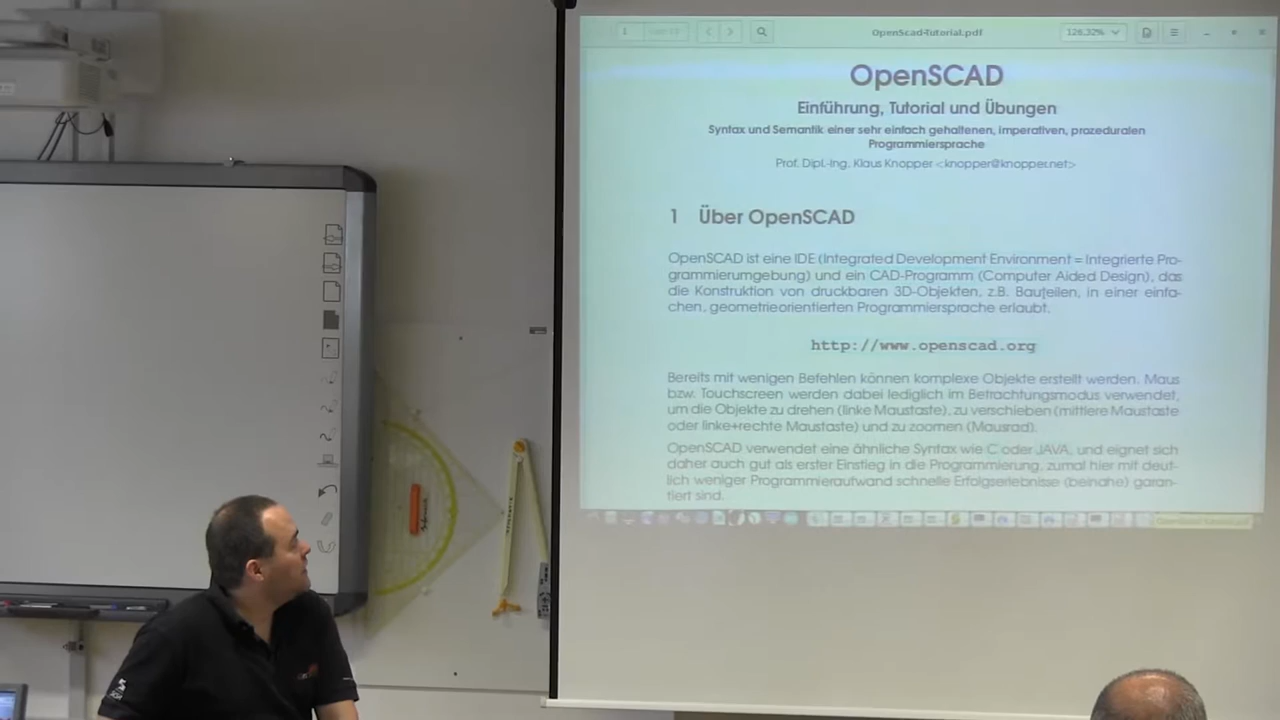 1
OpenScad-Tutorial.pdf
126,32%
OpenSCAD
Einführung, Tutorial und Übungen
Syntax und Semantik einer sehr einfach gehaltenen, imperativen, prozeduralen
Programmiersprache
Prof. Dipl.-Ing. Klaus Knopper <knopper@knopper.net>
1 Über OpenSCAD
OpenSCAD ist eine IDE (Integrated Development Environment = Integrierte Pro-
grammierumgebung) und ein CAD-Programm (Computer Aided Design), das
die Konstruktion von druckbaren 3D-Objekten, z.B. Bauteilen, in einer einfa-
chen, geometrieorientierten Programmiersprache erlaubt.
http://www.openscad.org
Bereits mit wenigen Befehlen können komplexe Objekte erstellt werden. Maus
bzw. Touchscreen werden dabei lediglich im Betrachtungsmodus verwendet,
um die Objekte zu drehen (linke Maustaste), zu verschieben (mittlere Maustaste
oder linke+rechte Maustaste) und zu zoomen (Mausrad).
OpenSCAD verwendet eine ähnliche Syntax wie C oder JAVA, und eignet sich
daher auch gut als erster Einstieg in die Programmierung, zumal hier mit deut-
lich weniger Programmieraufwand schnelle Erfolgserlebnisse (beinahe) garan-
tiert sind.